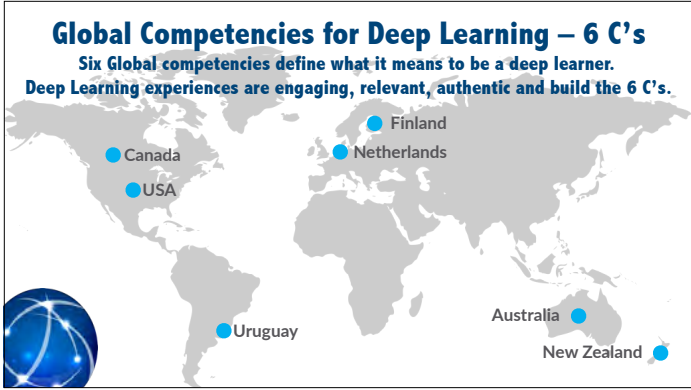 Global Competencies for Deep Learning – 6 C's
Six Global competencies define what it means to be a deep learner.
Deep Learning experiences are engaging, relevant, authentic and build the 6 C's.
Finland
Canada
Netherlands
USA
Australia
Uruguay
New Zealand